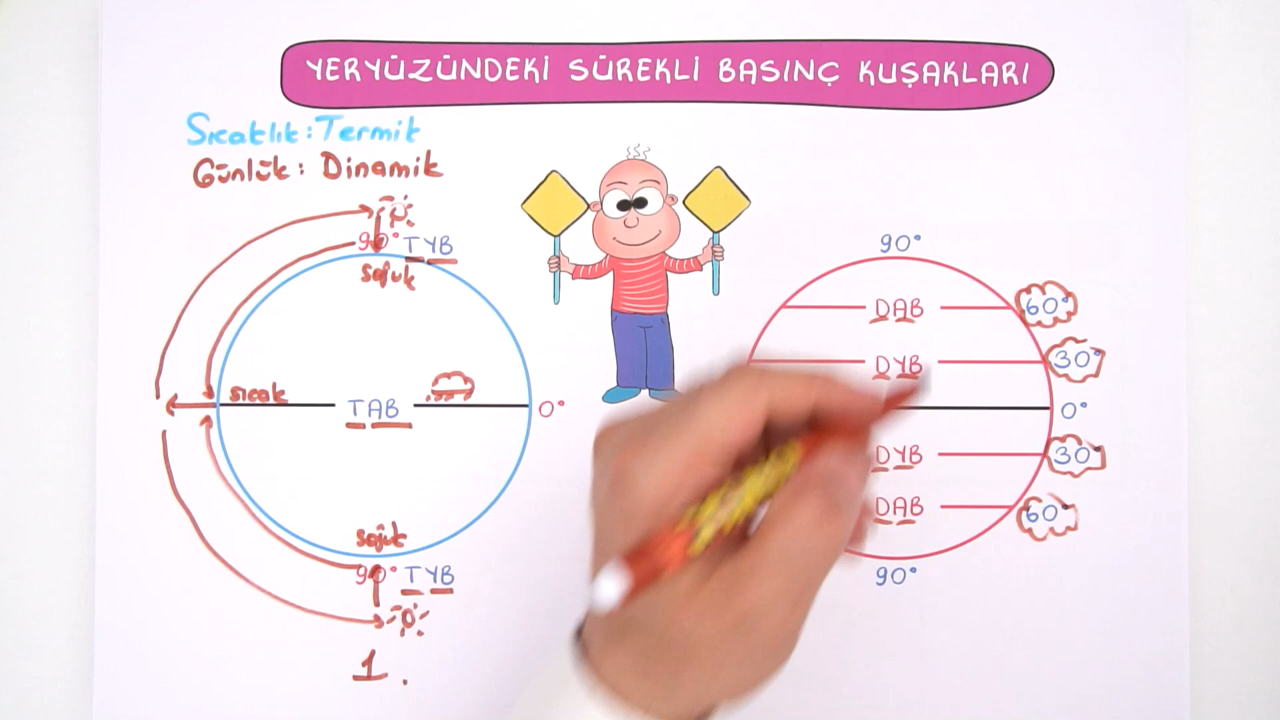 YERYÜZÜNDEKİ SÜREKLİ BASINÇ KUŞAKLARI
Sıcaklık : Termik
Günlük : Dinamik
90° TYB
soğuk
sıcak
TAB
0°
soğuk
90° TYB
1.
90°
DAB 60°
DYB 30°
0°
DYB 30°
DAB 60°
90°